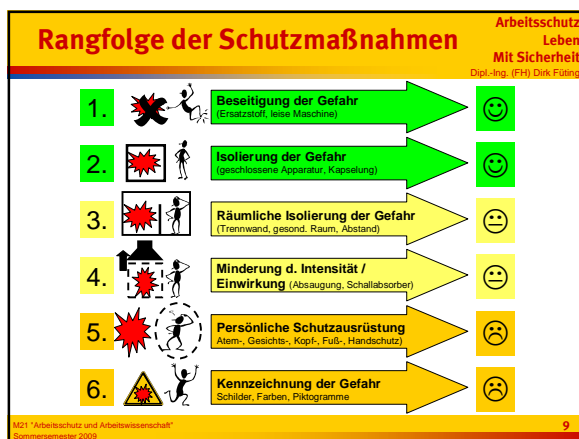 Rangfolge der Schutzmaßnahmen
Arbeitsschutz
Leben
Mit Sicherheit
Dipl.-Ing. (FH) Dirk Füting
1.
Beseitigung der Gefahr
(Ersatzstoff, leise Maschine)
2.
Isolierung der Gefahr
(geschlossene Apparatur, Kapselung)
3.
Räumliche Isolierung der Gefahr
(Trennwand, gesond. Raum, Abstand)
4.
Minderung d. Intensität /
Einwirkung (Absaugung, Schallabsorber)
5.
Persönliche Schutzausrüstung
Atem-, Gesichts-, Kopf-, Fuß-, Handschutz)
6.
Kennzeichnung der Gefahr
Schilder, Farben, Piktogramme
M21 "Arbeitsschutz und Arbeitswissenschaft"
Sommersemester 2009
9